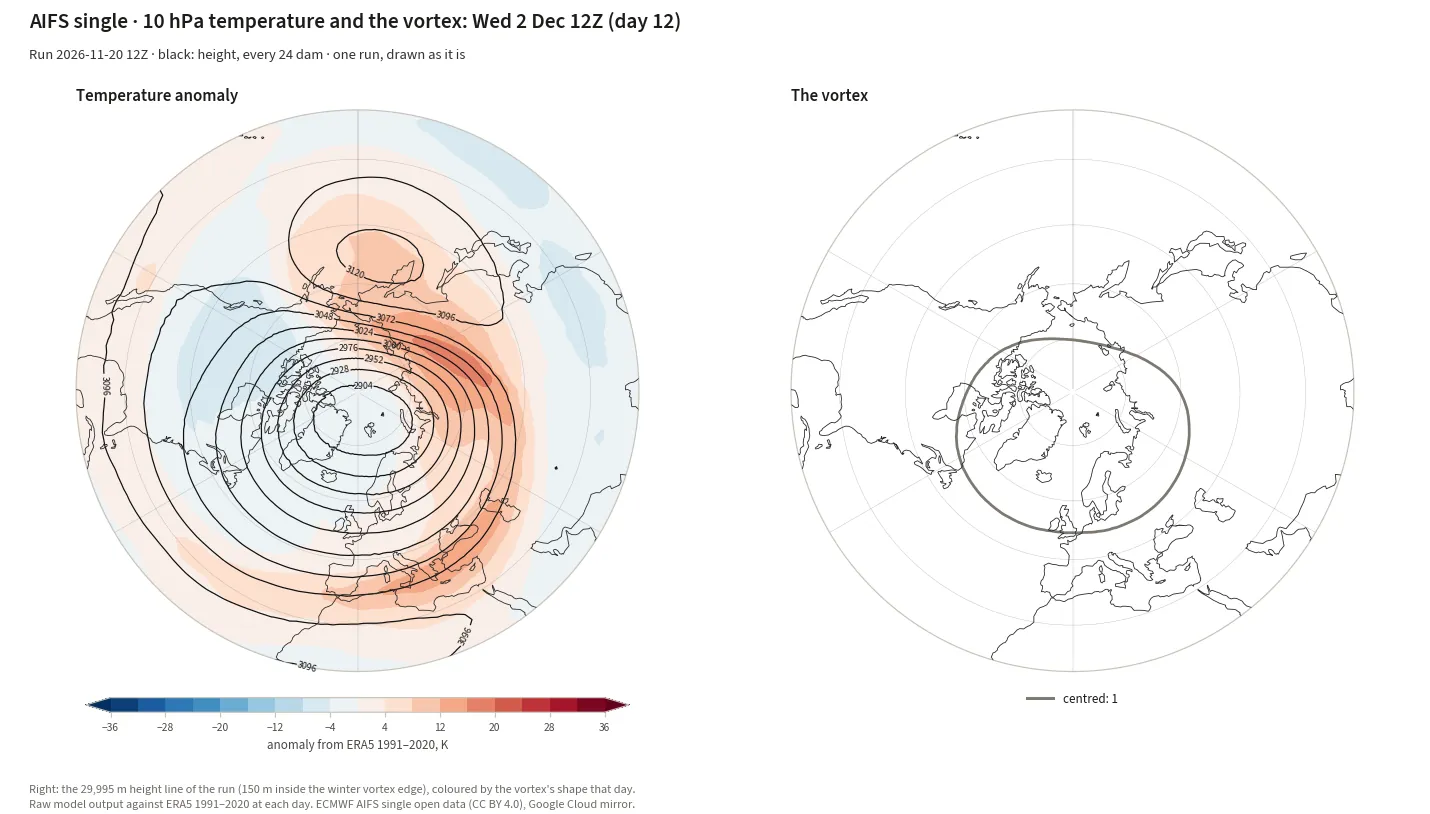 AIFS single · 10 hPa temperature and the vortex: Wed 2 Dec 12Z (day 12)
Run 2026-11-20 12Z · black: height, every 24 dam · one run, drawn as it is
Temperature anomaly
The vortex
3120
3048
3072
3096
3024
2976
2952
2928
2904
3096
3096
3096
−36
−28
−20
−12
−4
4
12
20
28
36
anomaly from ERA5 1991–2020, K
centred: 1
Right: the 29,995 m height line of the run (150 m inside the winter vortex edge), coloured by the vortex's shape that day.
Raw model output against ERA5 1991–2020 at each day. ECMWF AIFS single open data (CC BY 4.0), Google Cloud mirror.